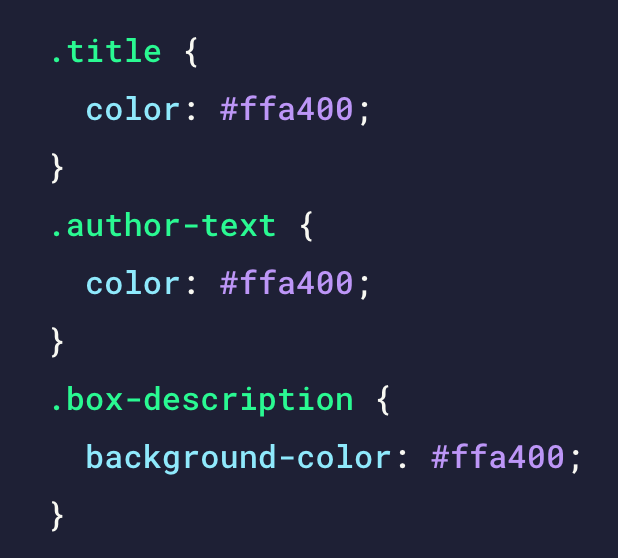 .title {
  color: #ffa400;
}
.author-text {
  color: #ffa400;
}
.box-description {
  background-color: #ffa400;
}